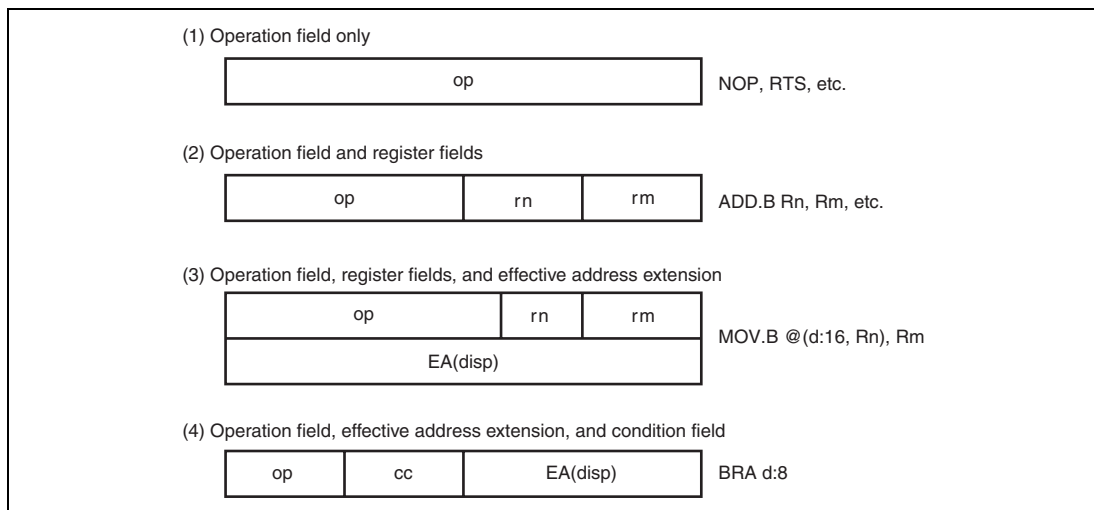 (1) Operation field only
op
NOP, RTS, etc.
(2) Operation field and register fields
op rn rm
ADD.B Rn, Rm, etc.
(3) Operation field, register fields, and effective address extension
op rn rm
MOV.B @(d:16, Rn), Rm
EA(disp)
(4) Operation field, effective address extension, and condition field
op cc EA(disp)
BRA d:8